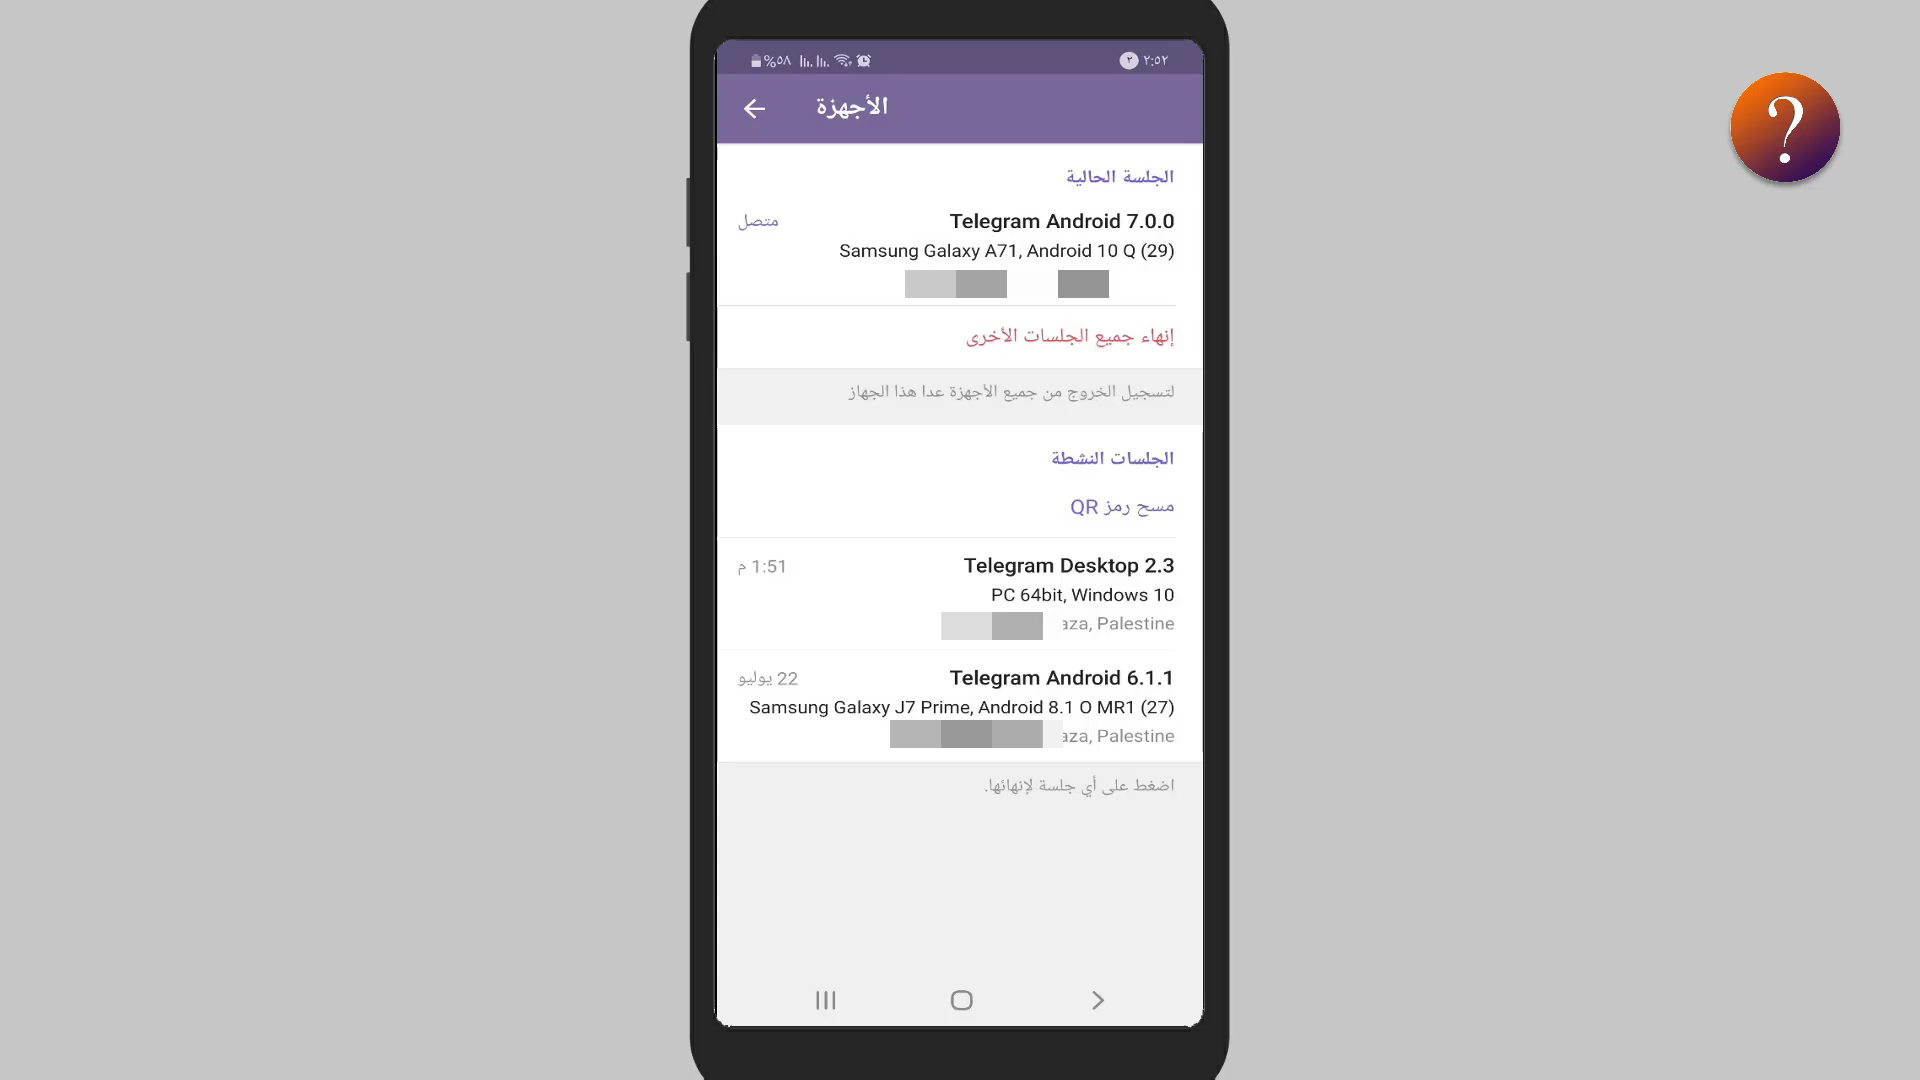 %٥٨
٢
٢:٥٢
الأجهزة
الجلسة الحالية
Telegram Android 7.0.0
متصل
Samsung Galaxy A71, Android 10 Q (29)
إنهاء جميع الجلسات الأخرى
لتسجيل الخروج من جميع الأجهزة عدا هذا الجهاز
الجلسات النشطة
مسح رمز QR
Telegram Desktop 2.3
1:51 م
PC 64bit, Windows 10
aza, Palestine
Telegram Android 6.1.1
22 يوليو
Samsung Galaxy J7 Prime, Android 8.1 O MR1 (27)
aza, Palestine
اضغط على أي جلسة لإنهائها.
?